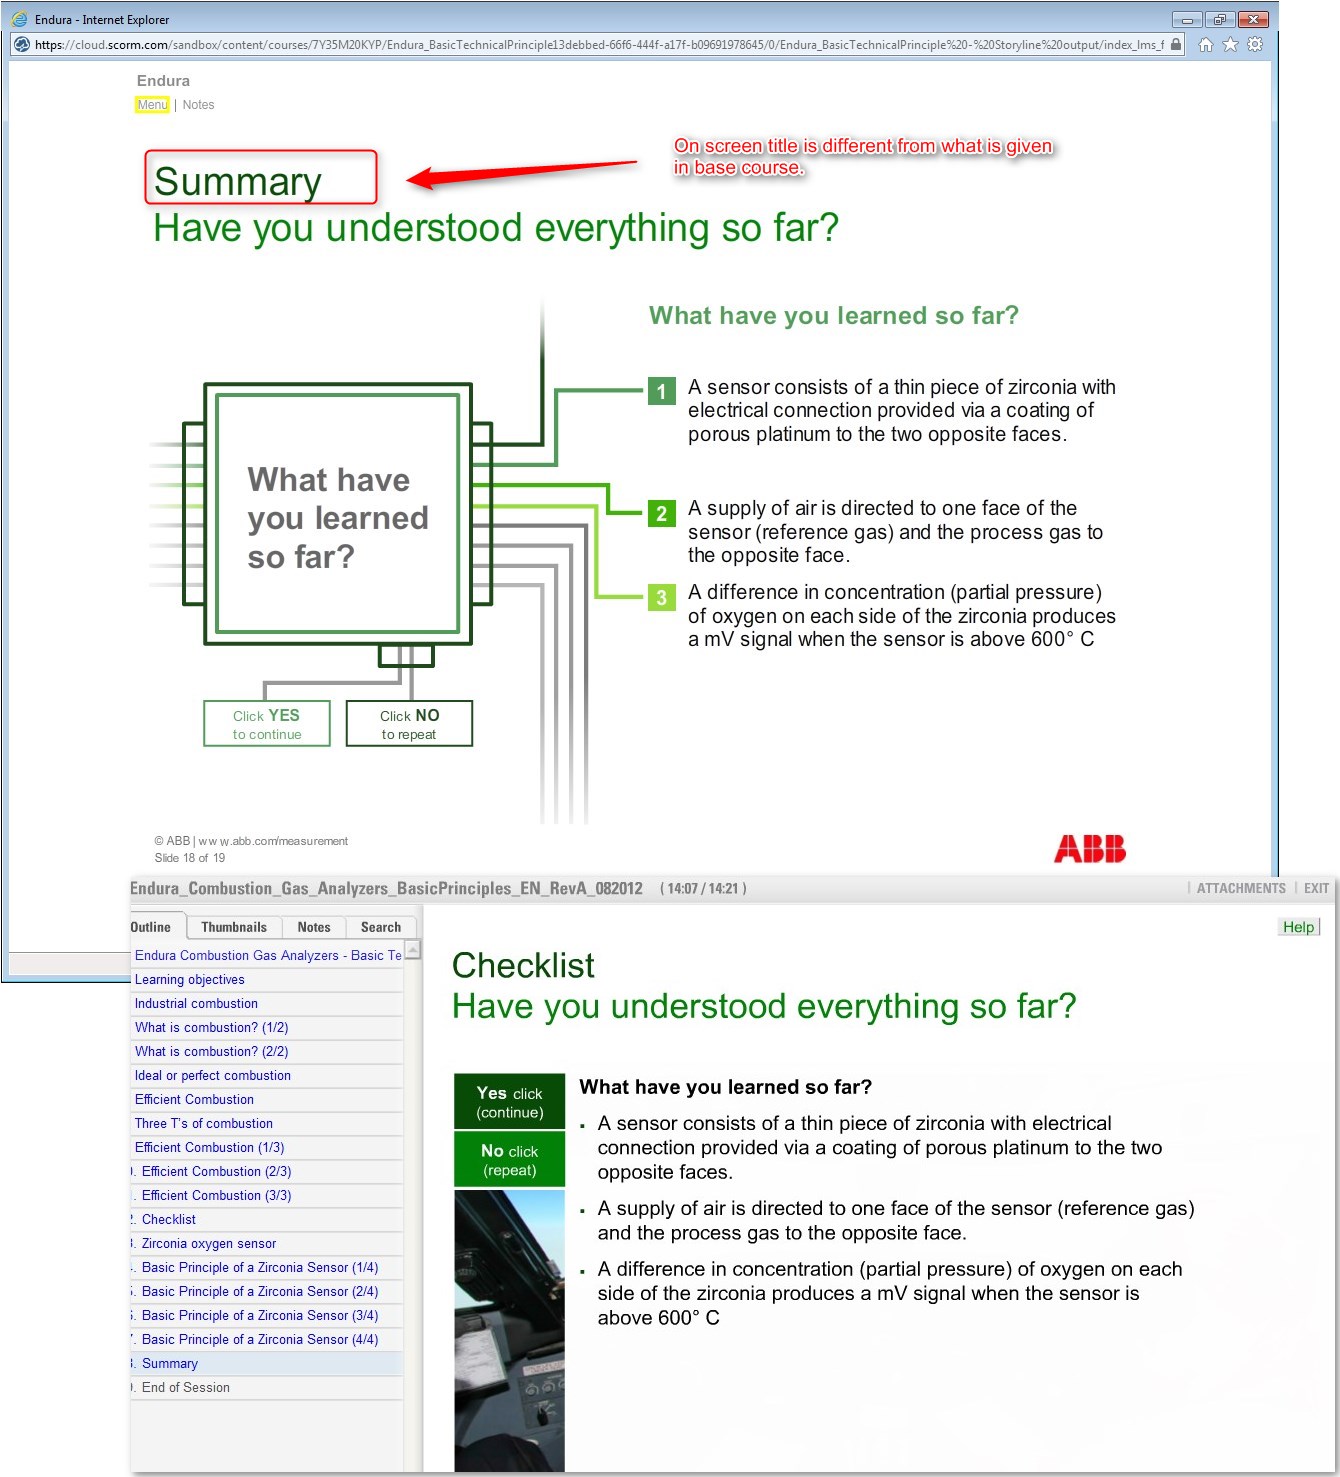 Endura - Internet Explorer
https://cloud.scorm.com/sandbox/content/courses/7Y35M20KYP/Endura_BasicTechnicalPrinciple13debbed-66f6-444f-a17f-b09691978645/0/Endura_BasicTechnicalPrinciple%20-%20Storyline%20output/index_lms_f
Endura
Menu | Notes
On screen title is different from what is given
in base course.
Summary
Have you understood everything so far?
What have you learned so far?
1 A sensor consists of a thin piece of zirconia with
electrical connection provided via a coating of
porous platinum to the two opposite faces.
What have
you learned
so far?
2 A supply of air is directed to one face of the
sensor (reference gas) and the process gas to
the opposite face.
3 A difference in concentration (partial pressure)
of oxygen on each side of the zirconia produces
a mV signal when the sensor is above 600° C
Click YES
to continue
Click NO
to repeat
© ABB | www.abb.com/measurement
Slide 18 of 19
ABB
Endura_Combustion_Gas_Analyzers_BasicPrinciples_EN_RevA_082012 ( 14:07 / 14:21 )
| ATTACHMENTS | EXIT
Outline Thumbnails Notes Search
Help
Endura Combustion Gas Analyzers - Basic Te
Learning objectives
Industrial combustion
What is combustion? (1/2)
What is combustion? (2/2)
Ideal or perfect combustion
Efficient Combustion
Three T's of combustion
Efficient Combustion (1/3)
. Efficient Combustion (2/3)
. Efficient Combustion (3/3)
. Checklist
. Zirconia oxygen sensor
. Basic Principle of a Zirconia Sensor (1/4)
. Basic Principle of a Zirconia Sensor (2/4)
. Basic Principle of a Zirconia Sensor (3/4)
. Basic Principle of a Zirconia Sensor (4/4)
. Summary
. End of Session
Checklist
Have you understood everything so far?
Yes click
(continue)
No click
(repeat)
What have you learned so far?
▪ A sensor consists of a thin piece of zirconia with electrical
connection provided via a coating of porous platinum to the two
opposite faces.
▪ A supply of air is directed to one face of the sensor (reference gas)
and the process gas to the opposite face.
▪ A difference in concentration (partial pressure) of oxygen on each
side of the zirconia produces a mV signal when the sensor is
above 600° C